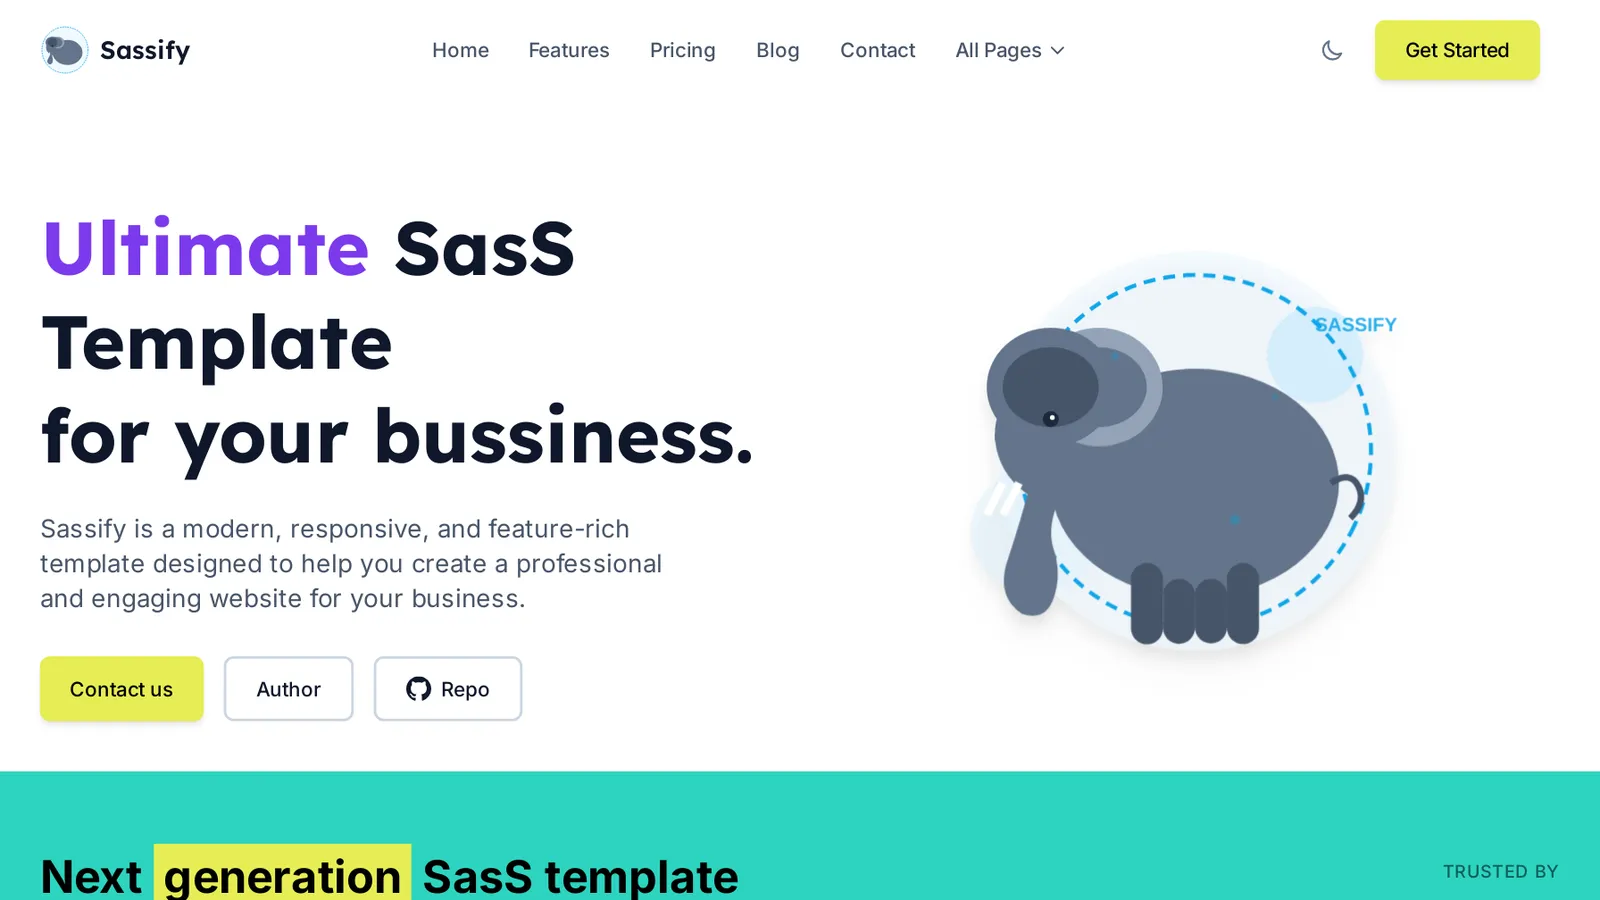 Sassify
Home
Features
Pricing
Blog
Contact
All Pages
Get Started
Ultimate SasS
Template
for your bussiness.
Sassify is a modern, responsive, and feature-rich
template designed to help you create a professional
and engaging website for your business.
Contact us
Author
Repo
SASSIFY
Next generation SasS template
TRUSTED BY